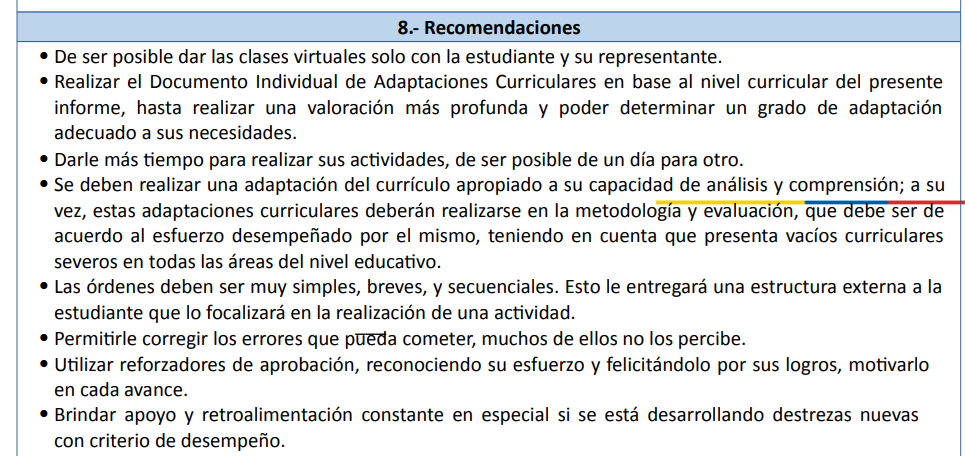 8.- Recomendaciones
• De ser posible dar las clases virtuales solo con la estudiante y su representante.
• Realizar el Documento Individual de Adaptaciones Curriculares en base al nivel curricular del presente
informe, hasta realizar una valoración más profunda y poder determinar un grado de adaptación
adecuado a sus necesidades.
• Darle más tiempo para realizar sus actividades, de ser posible de un día para otro.
• Se deben realizar una adaptación del currículo apropiado a su capacidad de análisis y comprensión; a su
vez, estas adaptaciones curriculares deberán realizarse en la metodología y evaluación, que debe ser de
acuerdo al esfuerzo desempeñado por el mismo, teniendo en cuenta que presenta vacíos curriculares
severos en todas las áreas del nivel educativo.
• Las órdenes deben ser muy simples, breves, y secuenciales. Esto le entregará una estructura externa a la
estudiante que lo focalizará en la realización de una actividad.
• Permitirle corregir los errores que pueda cometer, muchos de ellos no los percibe.
• Utilizar reforzadores de aprobación, reconociendo su esfuerzo y felicitándolo por sus logros, motivarlo
en cada avance.
• Brindar apoyo y retroalimentación constante en especial si se está desarrollando destrezas nuevas
con criterio de desempeño.